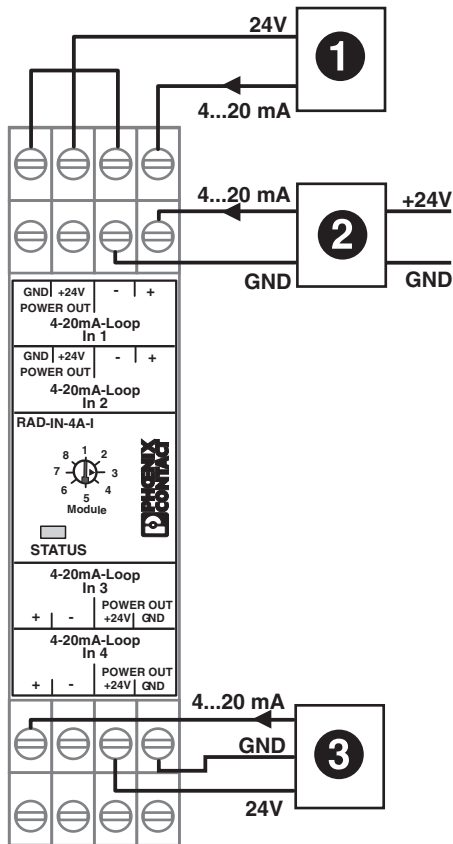 24V
1
4...20 mA
4...20 mA
+24V
2
GND
GND
GND +24V - +
POWER OUT
4-20mA-Loop
In 1
GND +24V - +
POWER OUT
4-20mA-Loop
In 2
RAD-IN-4A-I
1
8 2
7 3
6 4
5
Module
PHOENIX
CONTACT
STATUS
4-20mA-Loop
In 3
POWER OUT
+ - +24V GND
4-20mA-Loop
In 4
POWER OUT
+ - +24V GND
4...20 mA
GND
3
24V